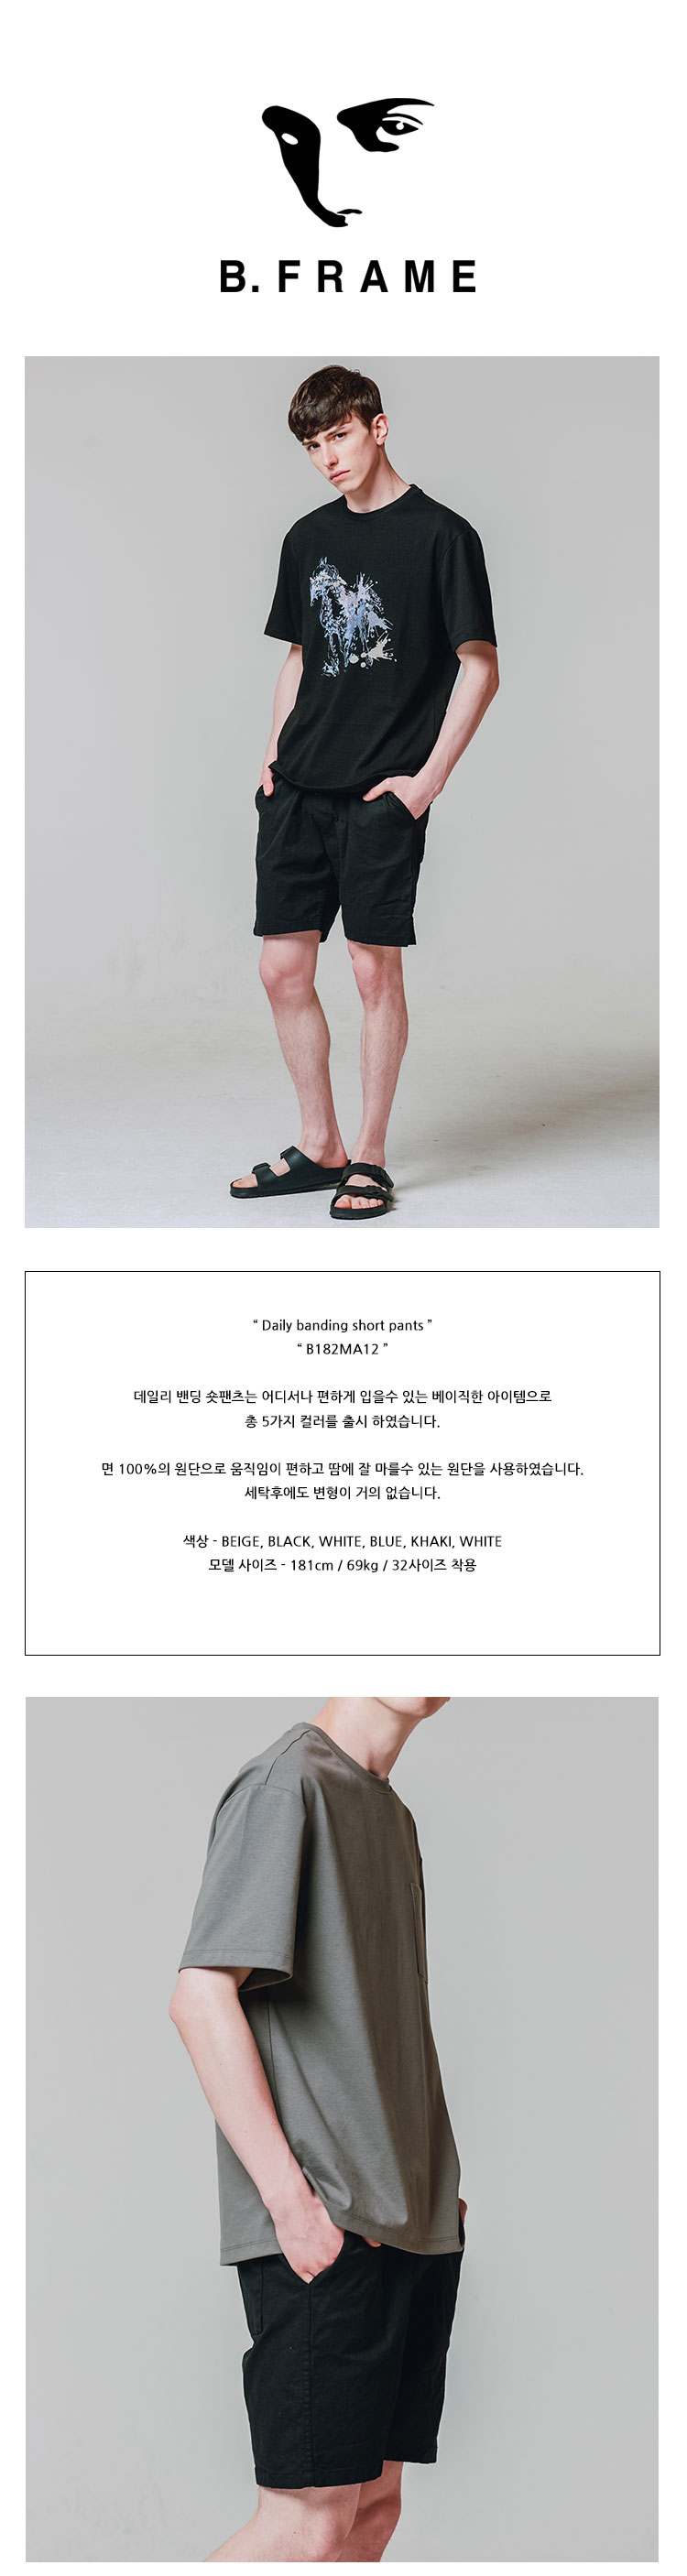 B. FRAME
“ Daily banding short pants ”
“ B182MA12 ”
데일리 밴딩 숏팬츠는 어디서나 편하게 입을수 있는 베이직한 아이템으로
총 5가지 컬러를 출시 하였습니다.
면 100%의 원단으로 움직임이 편하고 땀에 잘 마를수 있는 원단을 사용하였습니다.
세탁후에도 변형이 거의 없습니다.
색상 - BEIGE, BLACK, WHITE, BLUE, KHAKI, WHITE
모델 사이즈 - 181cm / 69kg / 32사이즈 착용